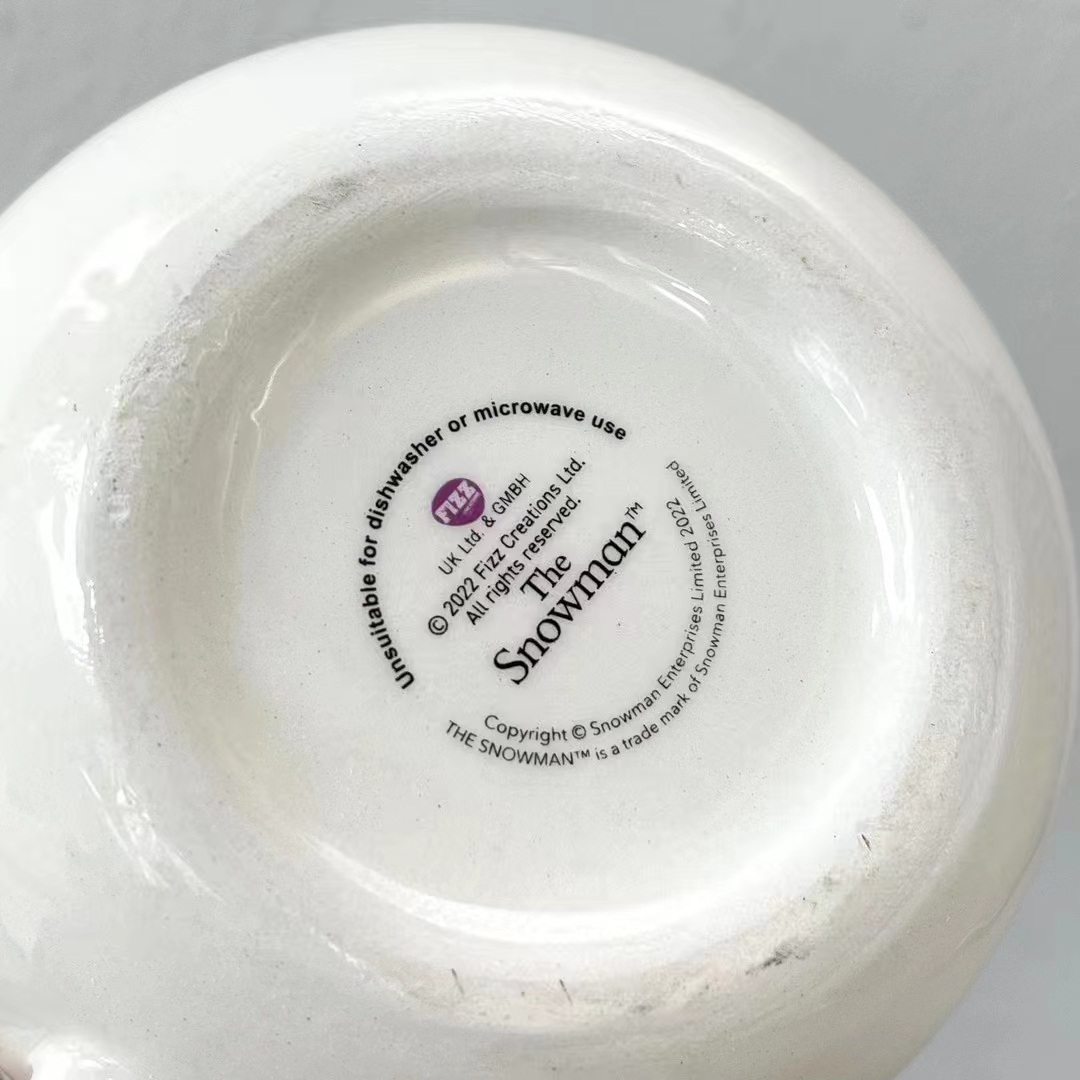 Unsuitable for dishwasher or microwave use
FIZZ
UK Ltd. & GMBH
© 2022 Fizz Creations Ltd.
All rights reserved.
The
Snowman™
Copyright © Snowman Enterprises Limited 2022
THE SNOWMAN™ is a trade mark of Snowman Enterprises Limited